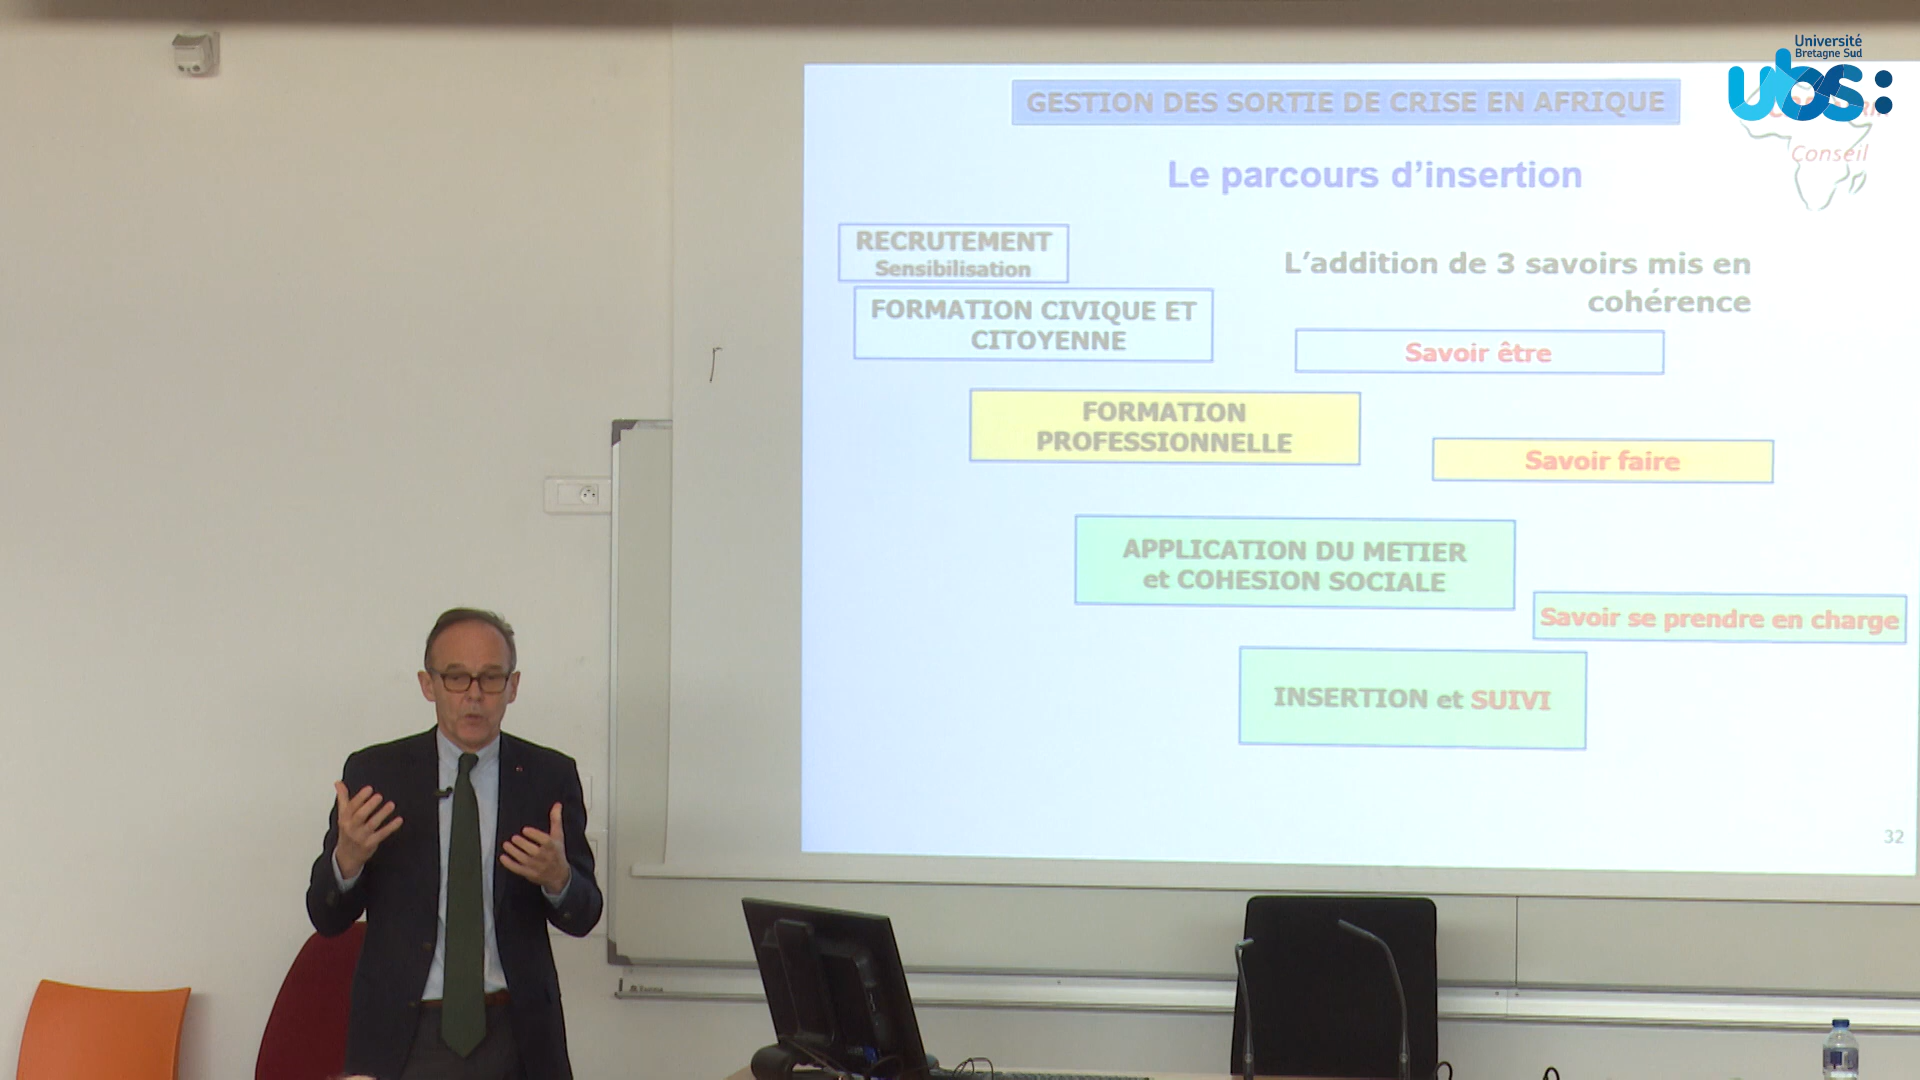 Université
Bretagne Sud
ubs:
GESTION DES SORTIE DE CRISE EN AFRIQUE
Conseil
Le parcours d'insertion
RECRUTEMENT
Sensibilisation
L'addition de 3 savoirs mis en
cohérence
FORMATION CIVIQUE ET
CITOYENNE
Savoir être
FORMATION
PROFESSIONNELLE
Savoir faire
APPLICATION DU METIER
et COHESION SOCIALE
Savoir se prendre en charge
INSERTION et SUIVI
32